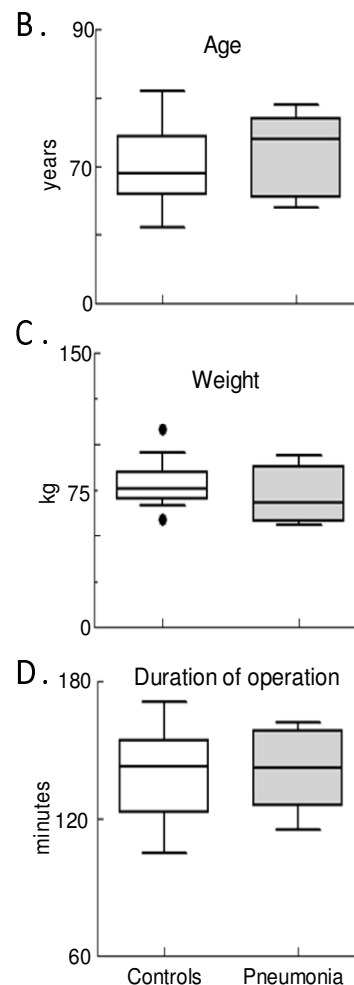 B.
90
Age
years
70
0
C.
150
Weight
kg
75
0
D.
180
Duration of operation
minutes
120
60
Controls
Pneumonia